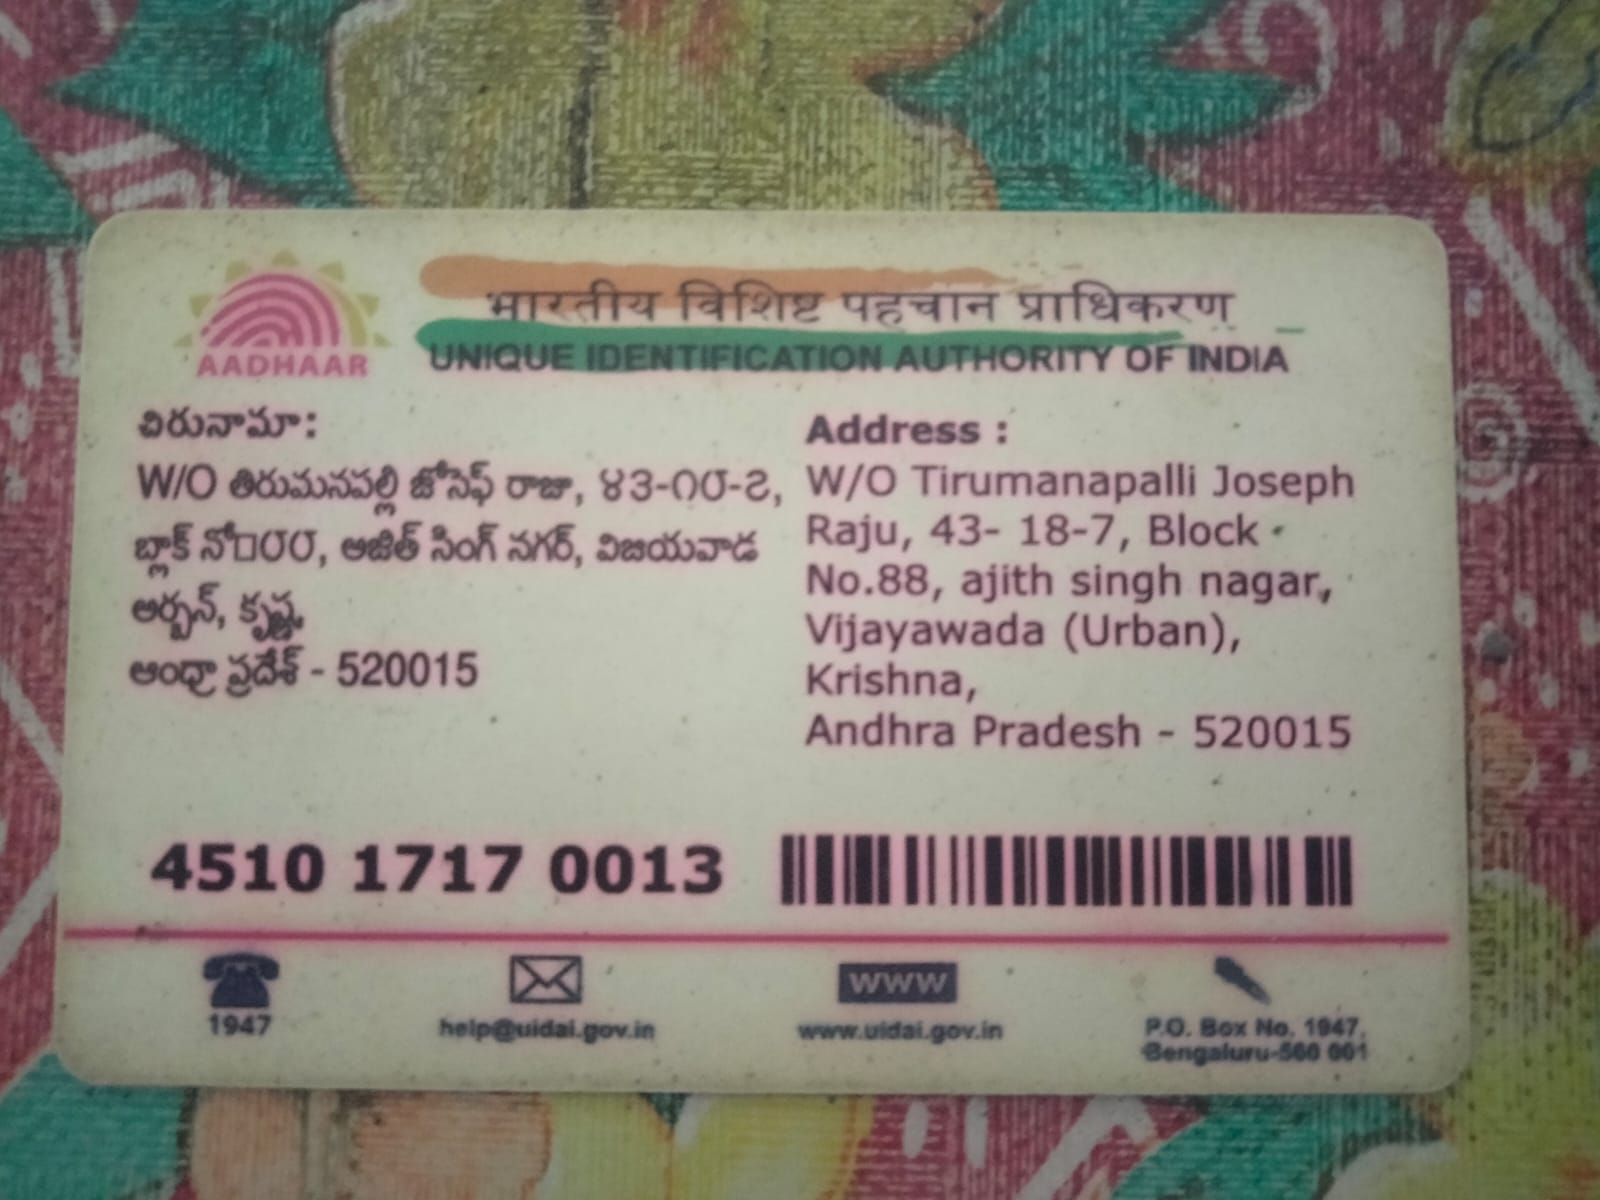 भारतीय विशिष्ट पहचान प्राधिकरण
AADHAAR
UNIQUE IDENTIFICATION AUTHORITY OF INDIA
చిరునామా:
W/O తిరుమనపల్లి జోసెఫ్ రాజు, ౪౩-౧౮-౭,
బ్లాక్ నో□౮౮, అజిత్ సింగ్ నగర్, విజయవాడ
అర్బన్, కృష్ణ,
ఆంధ్రా ప్రదేశ్ - 520015
Address :
W/O Tirumanapalli Joseph
Raju, 43- 18-7, Block
No.88, ajith singh nagar,
Vijayawada (Urban),
Krishna,
Andhra Pradesh - 520015
4510 1717 0013
1947
help@uidai.gov.in
www
www.uidai.gov.in
P.O. Box No. 1947,
Bengaluru-560 001